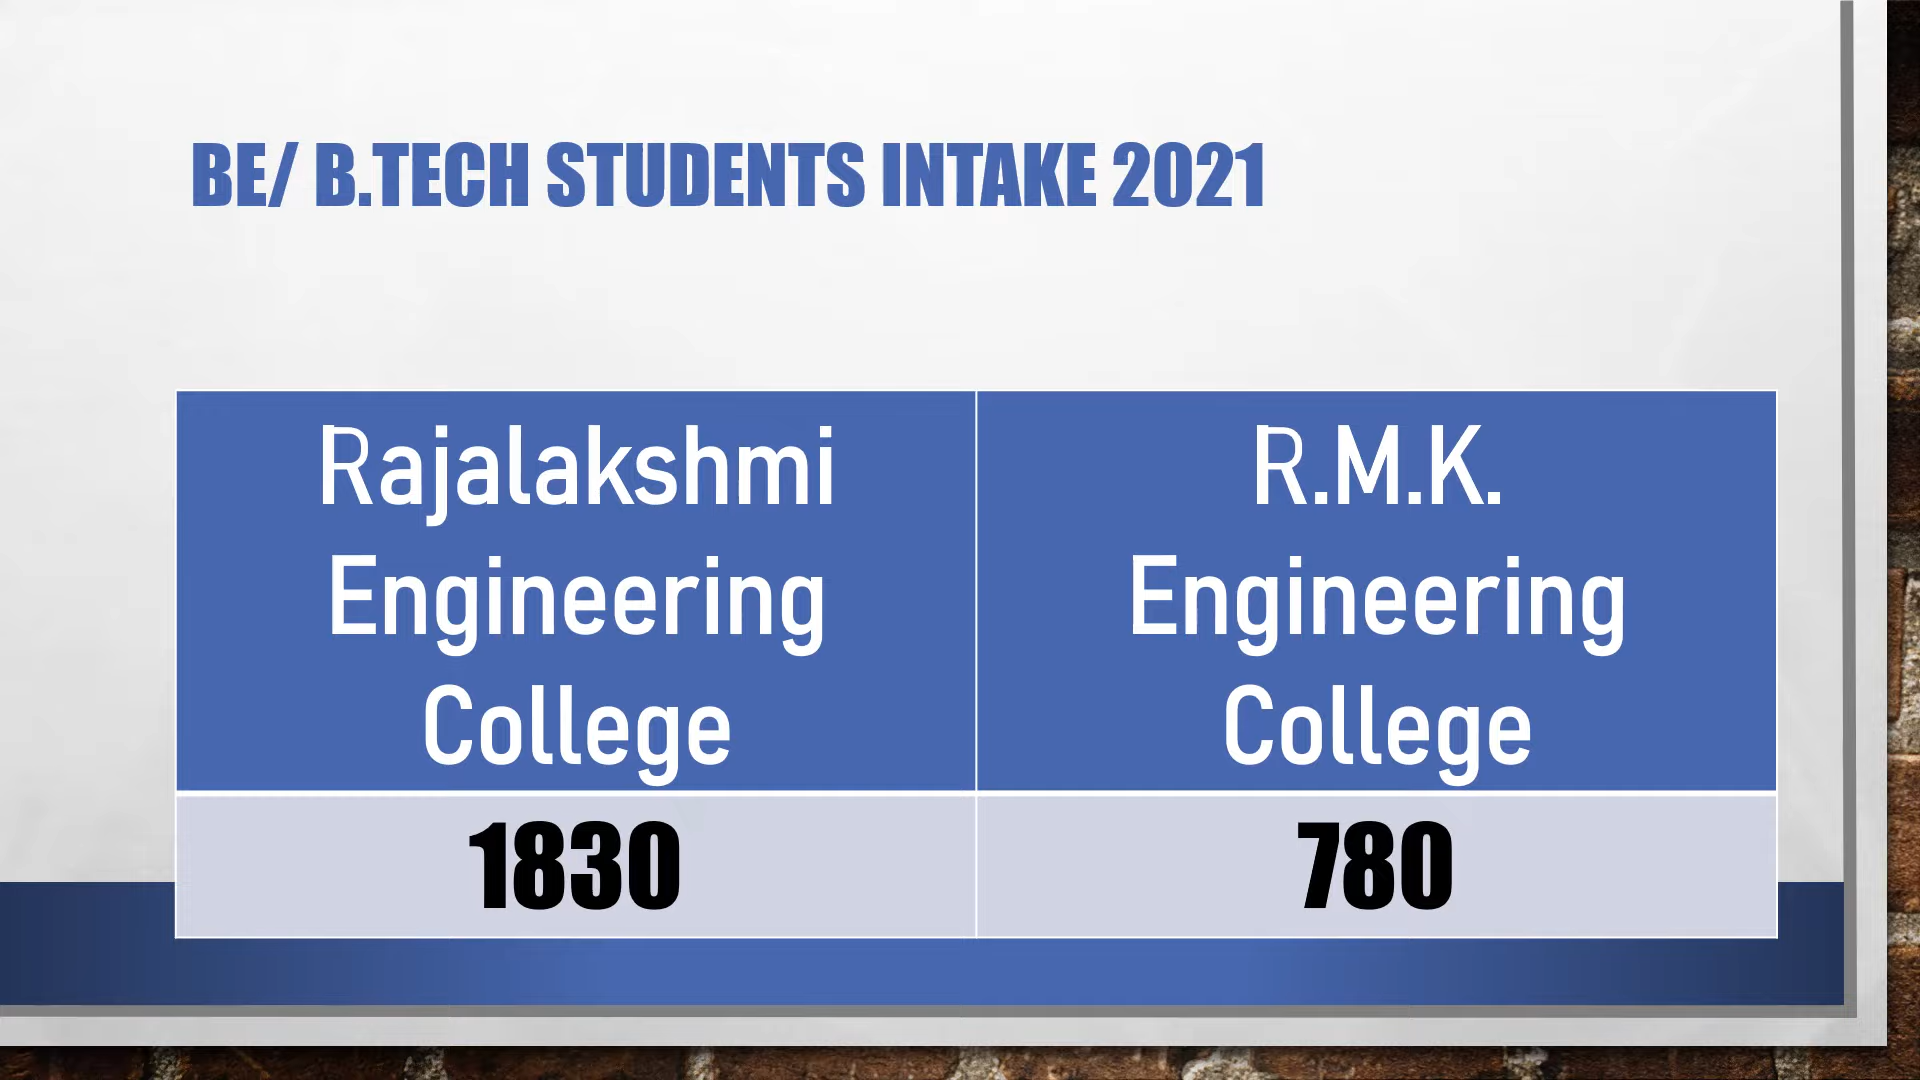 BE/ B.TECH STUDENTS INTAKE 2021
Rajalakshmi
Engineering
College
R.M.K.
Engineering
College
1830
780